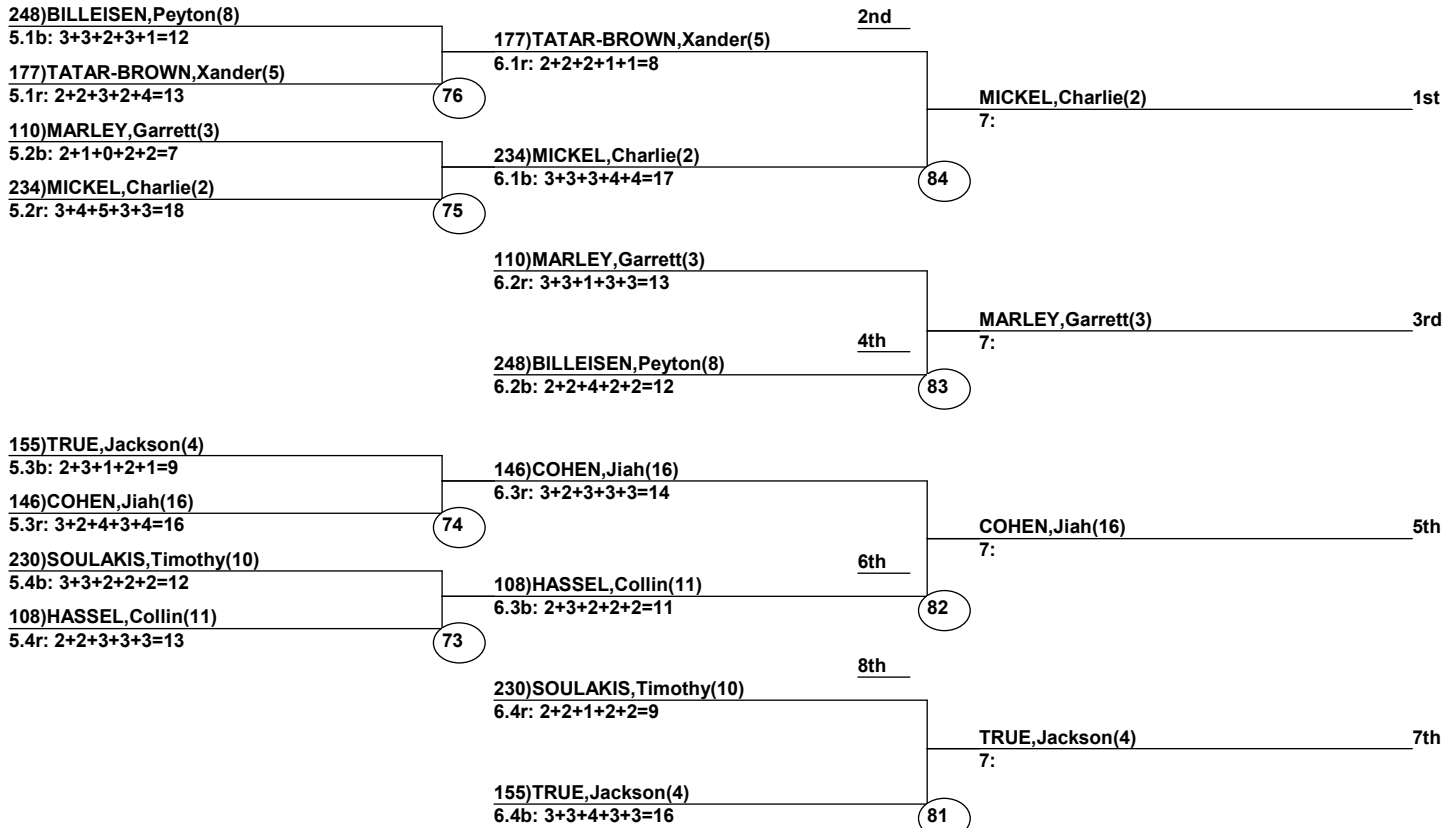 248)BILLEISEN,Peyton(8)
5.1b: 3+3+2+3+1=12
177)TATAR-BROWN,Xander(5)
5.1r: 2+2+3+2+4=13
76
110)MARLEY,Garrett(3)
5.2b: 2+1+0+2+2=7
234)MICKEL,Charlie(2)
5.2r: 3+4+5+3+3=18
75
2nd
177)TATAR-BROWN,Xander(5)
6.1r: 2+2+2+1+1=8
234)MICKEL,Charlie(2)
6.1b: 3+3+3+4+4=17
84
MICKEL,Charlie(2) 1st
7:
110)MARLEY,Garrett(3)
6.2r: 3+3+1+3+3=13
4th
248)BILLEISEN,Peyton(8)
6.2b: 2+2+4+2+2=12
83
MARLEY,Garrett(3) 3rd
7:
155)TRUE,Jackson(4)
5.3b: 2+3+1+2+1=9
146)COHEN,Jiah(16)
5.3r: 3+2+4+3+4=16
74
230)SOULAKIS,Timothy(10)
5.4b: 3+3+2+2+2=12
108)HASSEL,Collin(11)
5.4r: 2+2+3+3+3=13
73
146)COHEN,Jiah(16)
6.3r: 3+2+3+3+3=14
6th
108)HASSEL,Collin(11)
6.3b: 2+3+2+2+2=11
82
COHEN,Jiah(16) 5th
7:
8th
230)SOULAKIS,Timothy(10)
6.4r: 2+2+1+2+2=9
155)TRUE,Jackson(4)
6.4b: 3+3+4+3+3=16
81
TRUE,Jackson(4) 7th
7: